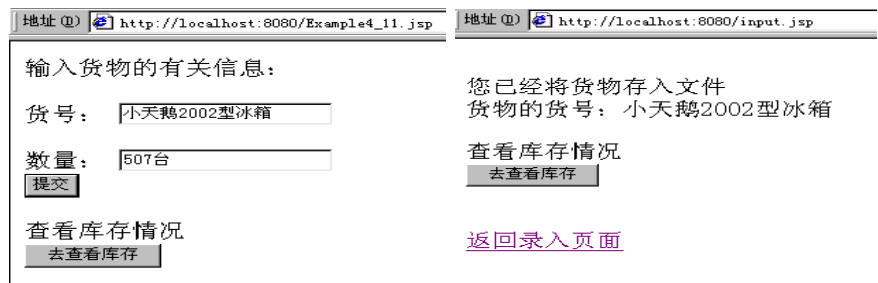 地址(D) http://localhost:8080/Example4_11.jsp
输入货物的有关信息：
货号： 小天鹅2002型冰箱
数量： 507台
提交
查看库存情况
去查看库存
地址(D) http://localhost:8080/input.jsp
您已经将货物存入文件
货物的货号：小天鹅2002型冰箱
查看库存情况
去查看库存
返回录入页面